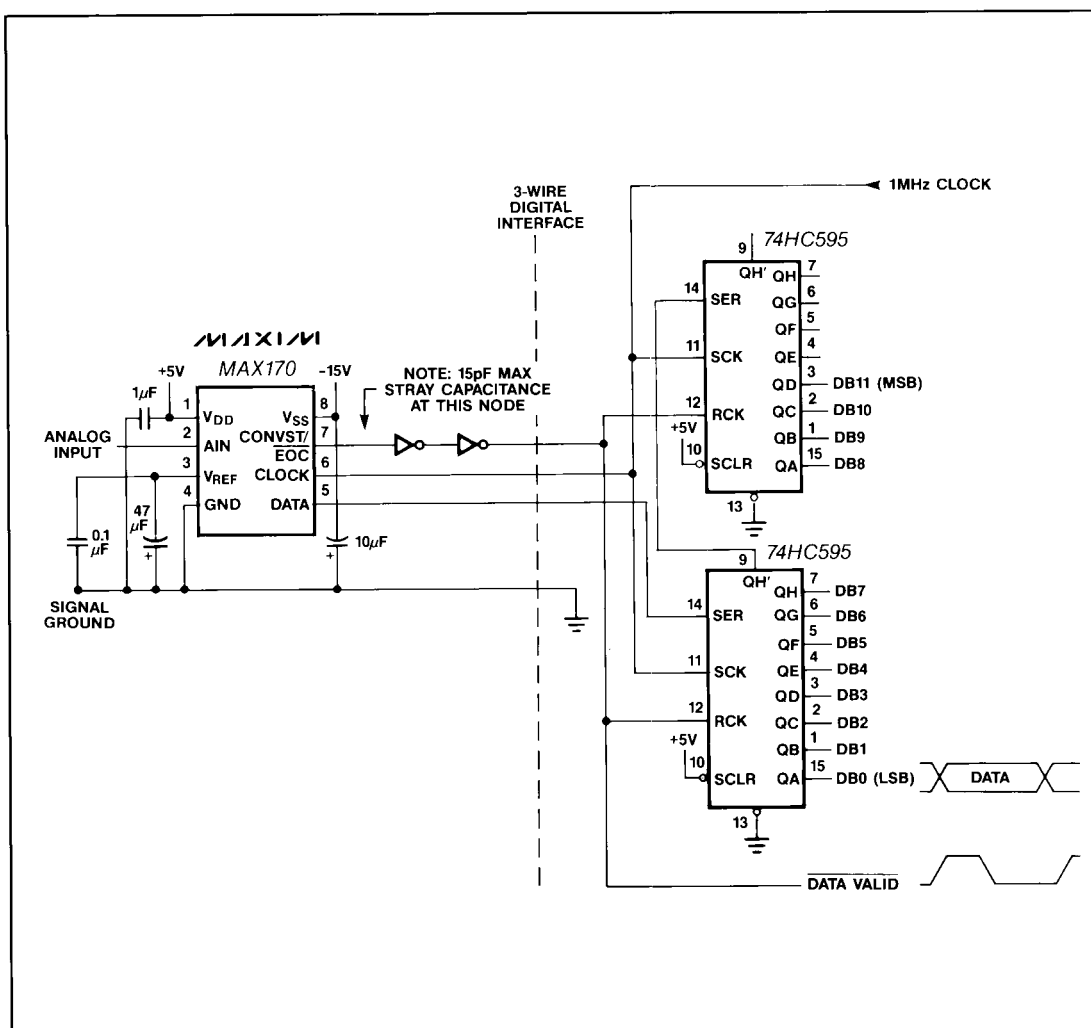 1MHz CLOCK
3-WIRE
DIGITAL
INTERFACE
74HC595
9
QH'
QH 7
QG 6
QF 5
QE 4
QD 3 DB11 (MSB)
QC 2 DB10
QB 1 DB9
QA 15 DB8
14 SER
11 SCK
12 RCK
+5V
10 SCLR
13
MAXIM
MAX170
+5V
1µF
-15V
NOTE: 15pF MAX
STRAY CAPACITANCE
AT THIS NODE
1 VDD
VSS 8
ANALOG
INPUT
2 AIN
CONVST/
EOC
7
3 VREF
CLOCK 6
4 GND
DATA 5
0.1
µF
47
µF
+
10µF
+
SIGNAL
GROUND
74HC595
9
QH'
QH 7 DB7
QG 6 DB6
QF 5 DB5
QE 4 DB4
QD 3 DB3
QC 2 DB2
QB 1 DB1
QA 15 DB0 (LSB)
14 SER
11 SCK
12 RCK
+5V
10 SCLR
13
DATA
DATA VALID